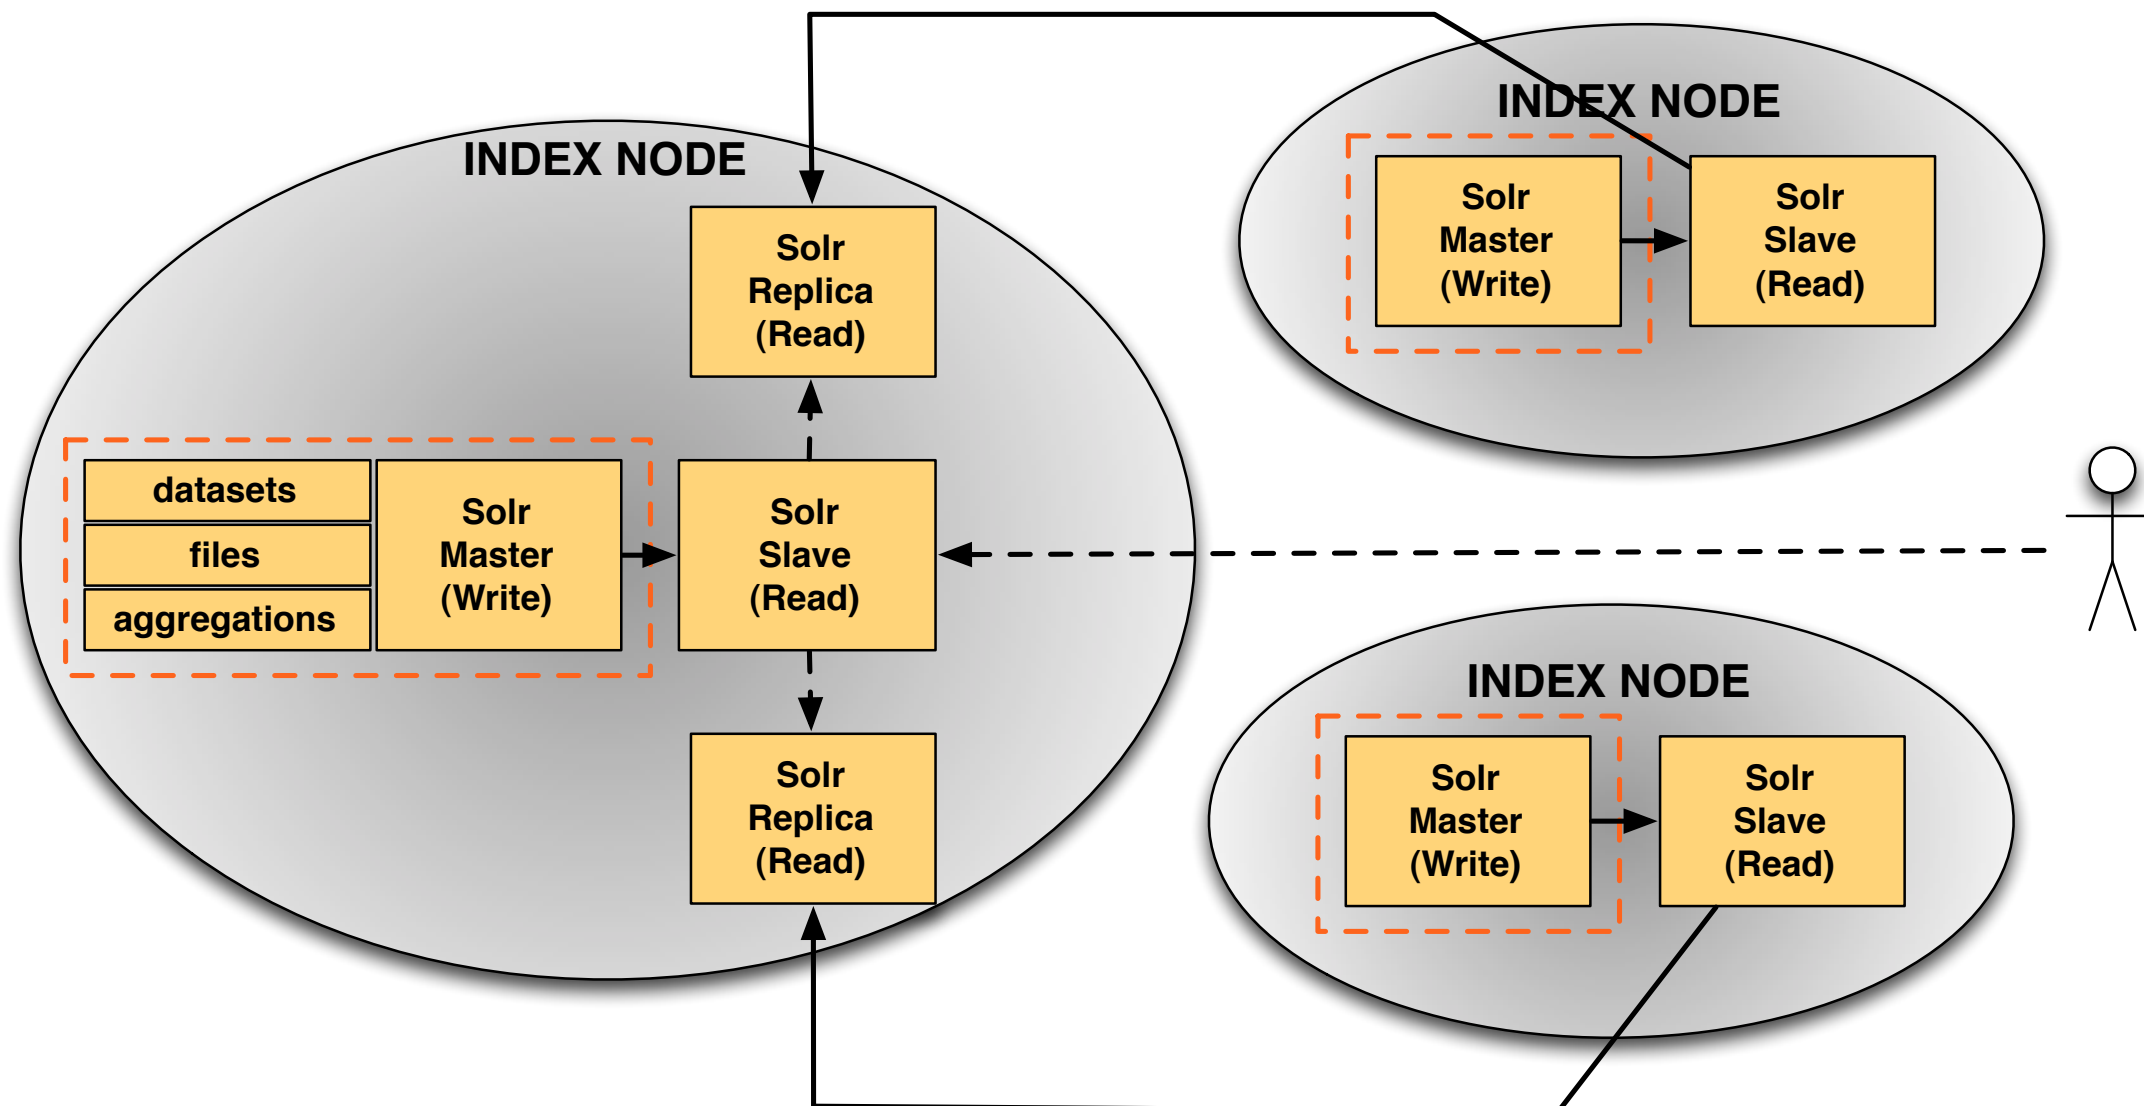 INDEX NODE
Solr
Replica
(Read)
datasets
files
aggregations
Solr
Master
(Write)
Solr
Slave
(Read)
Solr
Replica
(Read)
INDEX NODE
Solr
Master
(Write)
Solr
Slave
(Read)
INDEX NODE
Solr
Master
(Write)
Solr
Slave
(Read)